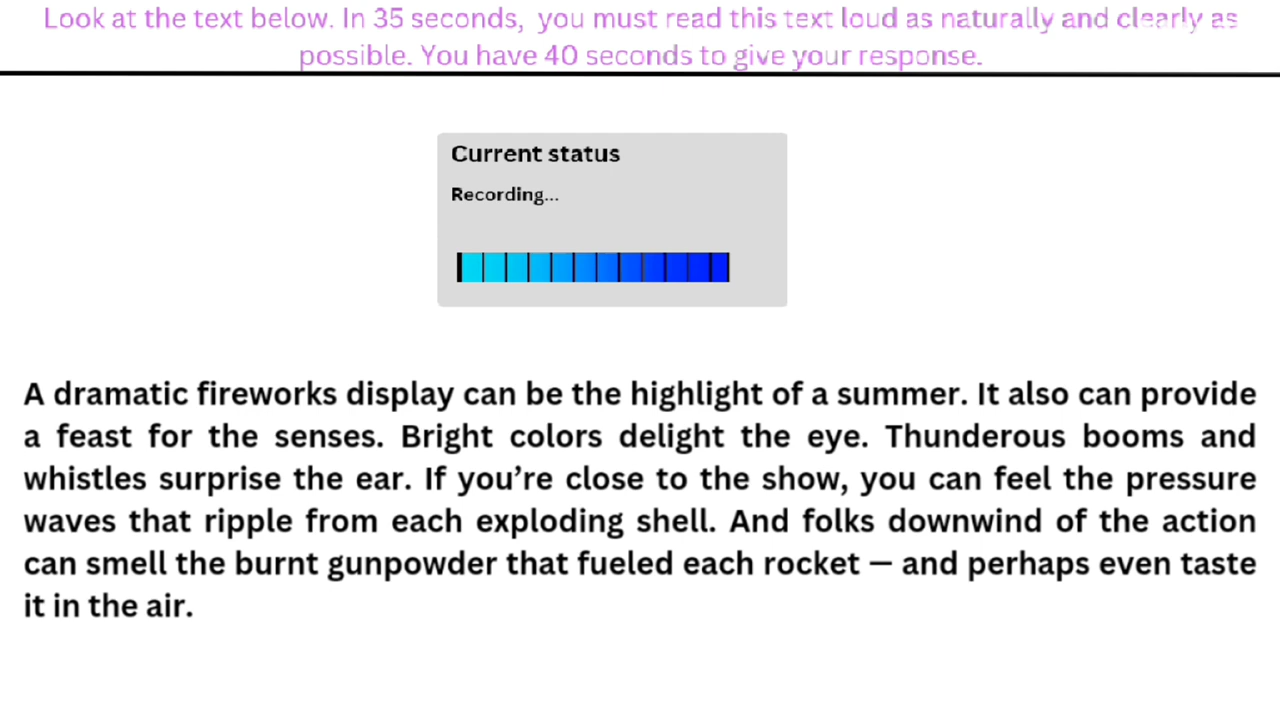 Look at the text below. In 35 seconds, you must read this text loud as naturally and clearly as
possible. You have 40 seconds to give your response.
Current status
Recording...
A dramatic fireworks display can be the highlight of a summer. It also can provide
a feast for the senses. Bright colors delight the eye. Thunderous booms and
whistles surprise the ear. If you’re close to the show, you can feel the pressure
waves that ripple from each exploding shell. And folks downwind of the action
can smell the burnt gunpowder that fueled each rocket — and perhaps even taste
it in the air.